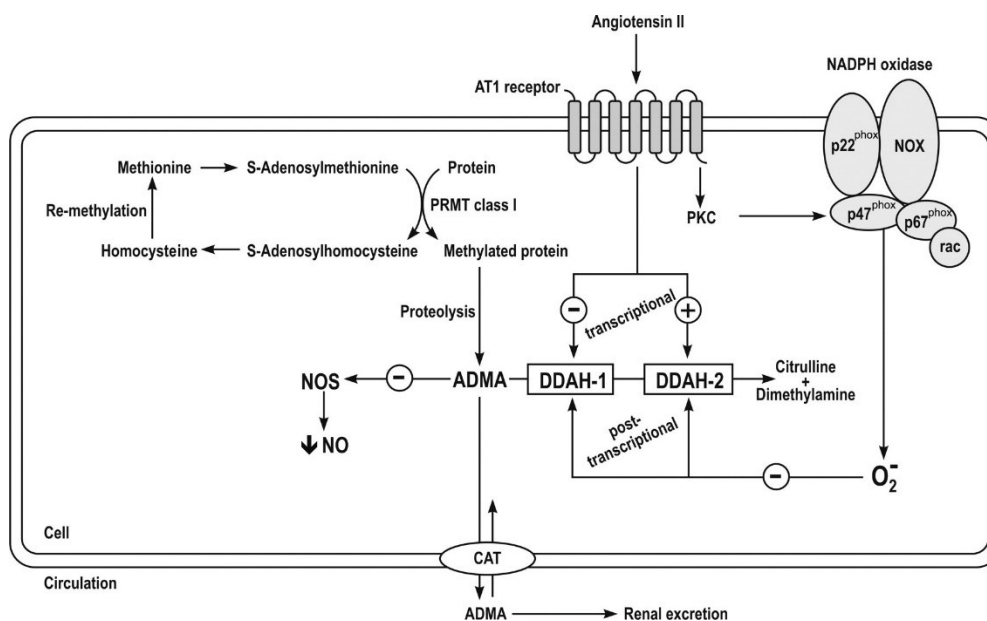 Angiotensin II
NADPH oxidase
AT1 receptor
p22phox
NOX
Methionine
S-Adenosylmethionine
Protein
Re-methylation
PRMT class I
PKC
p47phox
p67phox
rac
Homocysteine
S-Adenosylhomocysteine
Methylated protein
Proteolysis
−
transcriptional
+
NOS
−
ADMA
DDAH-1
DDAH-2
Citrulline
+
Dimethylamine
↓ NO
post-
transcriptional
−
O2−
Cell
CAT
Circulation
ADMA
Renal excretion